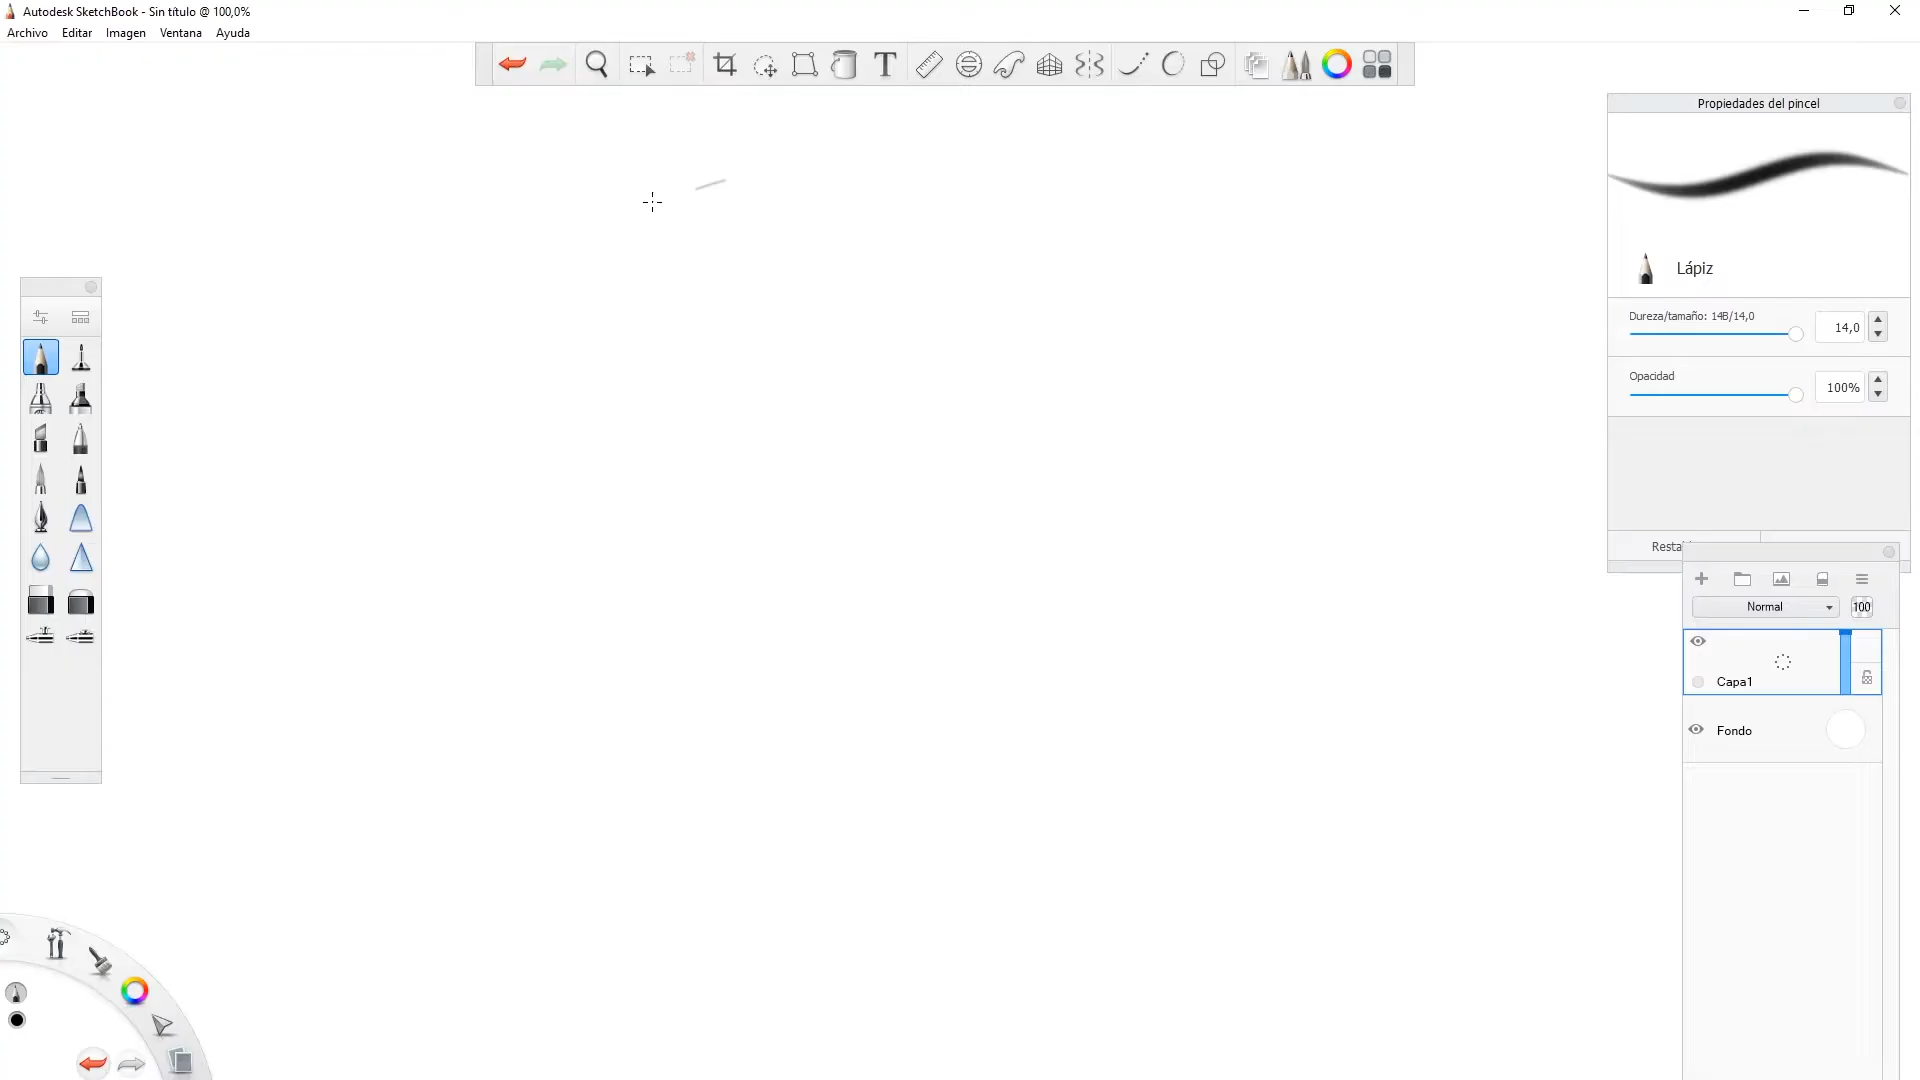 Autodesk SketchBook - Sin título @ 100,0%
Archivo Editar Imagen Ventana Ayuda
T
Propiedades del pincel
Lápiz
Dureza/tamaño: 14B/14,0
14,0
Opacidad
100%
Normal
100
Capa1
Fondo